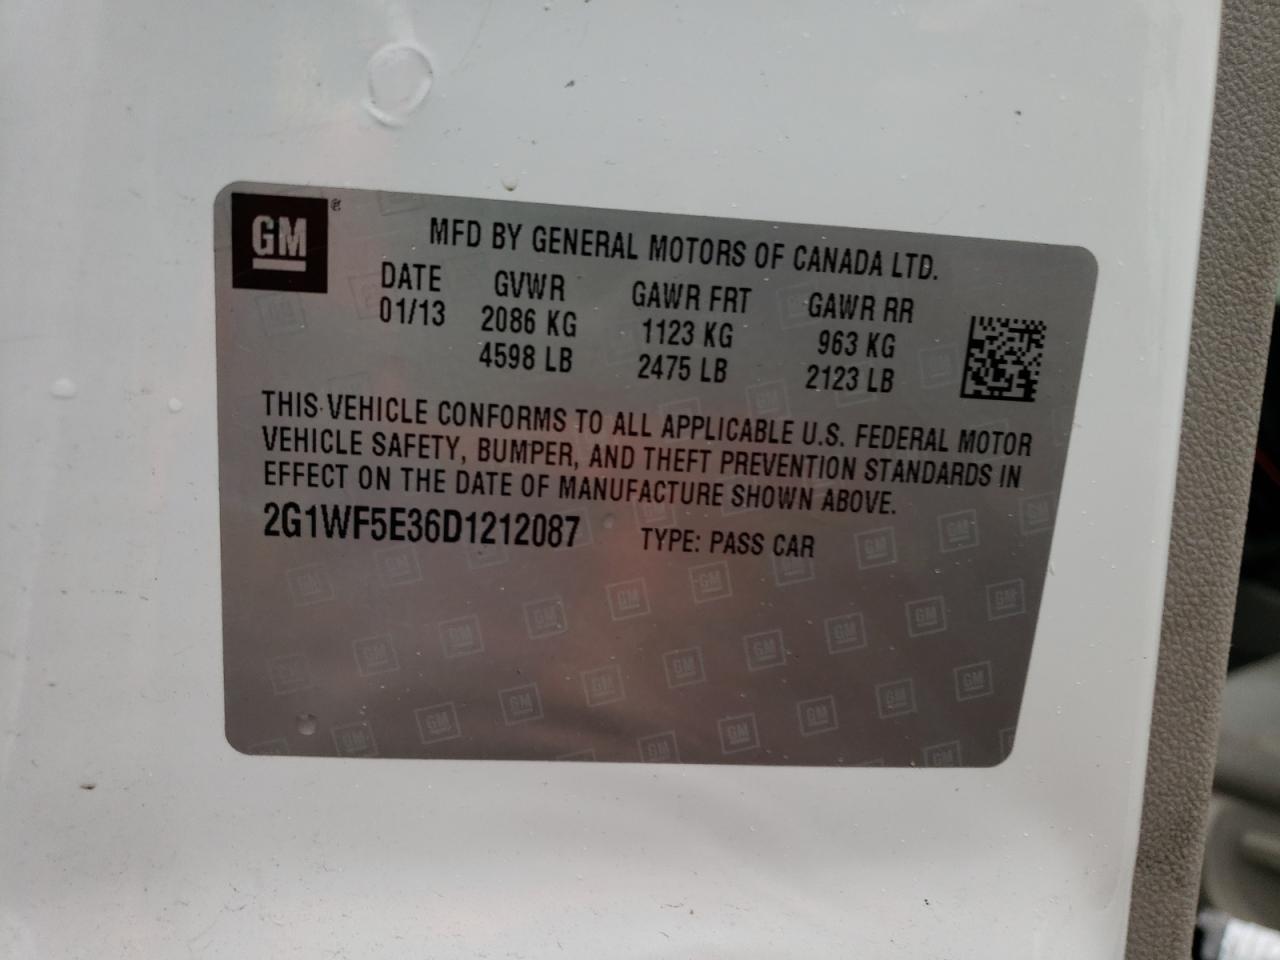 GM ®
MFD BY GENERAL MOTORS OF CANADA LTD.
DATE GVWR GAWR FRT GAWR RR
01/13 2086 KG 1123 KG 963 KG
4598 LB 2475 LB 2123 LB
THIS VEHICLE CONFORMS TO ALL APPLICABLE U.S. FEDERAL MOTOR
VEHICLE SAFETY, BUMPER, AND THEFT PREVENTION STANDARDS IN
EFFECT ON THE DATE OF MANUFACTURE SHOWN ABOVE.
2G1WF5E36D1212087 TYPE: PASS CAR